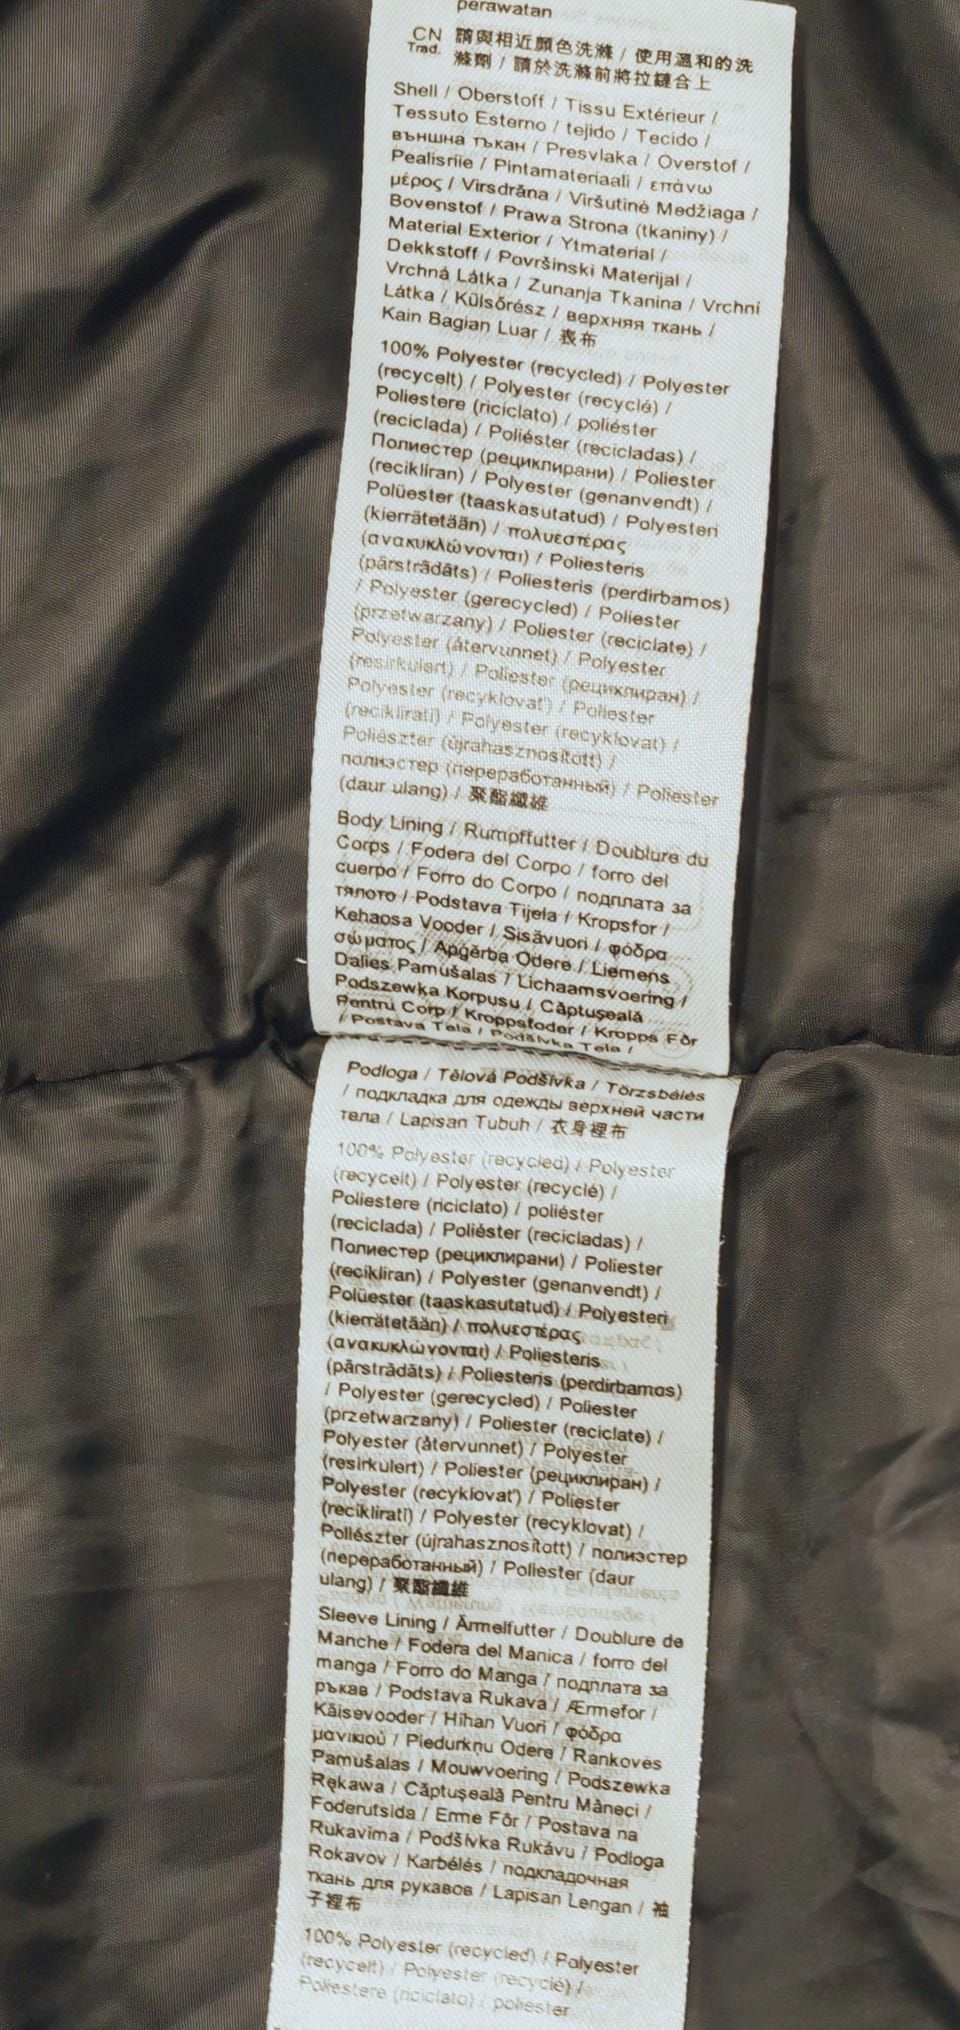 perawatan
CN Trad. 請與相近顏色洗滌 / 使用溫和的洗
滌劑 / 請於洗滌前將拉鏈合上
Shell / Oberstoff / Tissu Extérieur /
Tessuto Esterno / tejido / Tecido /
външна тъкан / Presvlaka / Overstof /
Pealisriie / Pintamateriaali / επάνω
μέρος / Virsdrāna / Viršutinė Medžiaga /
Bovenstof / Prawa Strona (tkaniny) /
Material Exterior / Ytmaterial /
Dekkstoff / Površinski Materijal /
Vrchná Látka / Zunanja Tkanina / Vrchní
Látka / Külsőrész / верхняя ткань /
Kain Bagian Luar / 表布
100% Polyester (recycled) / Polyester
(recycelt) / Polyester (recyclé) /
Poliestere (riciclato) / poliéster
(reciclada) / Poliéster (recicladas) /
Полиестер (рециклирани) / Poliester
(recikliran) / Polyester (genanvendt) /
Polüester (taaskasutatud) / Polyesteri
(kierrätetään) / πολυεστέρας
(ανακυκλώνονται) / Poliesteris
(pārstrādāts) / Poliesteris (perdirbamos)
/ Polyester (gerecycled) / Poliester
(przetwarzany) / Poliester (reciclate) /
Polyester (återvunnet) / Polyester
(resirkulert) / Poliester (рециклиран) /
Polyester (recyklovať) / Poliester
(reciklirati) / Polyester (recyklovat) /
Poliészter (újrahasznosított) /
полиэстер (переработанный) / Poliester
(daur ulang) / 聚酯纖維
Body Lining / Rumpffutter / Doublure du
Corps / Fodera del Corpo / forro del
cuerpo / Forro do Corpo / подплата за
тялото / Podstava Tijela / Kropsfor /
Kehaosa Vooder / Sisävuori / φόδρα
σώματος / Apģērba Odere / Liemens
Dalies Pamušalas / Lichaamsvoering /
Podszewka Korpusu / Căptușeală
Pentru Corp / Kroppsfoder / Kropps Fôr
/ Postava Tela / Podšívka Tela /
Podloga / Tělová Podšívka / Törzsbélés
/ подкладка для одежды верхней части
тела / Lapisan Tubuh / 衣身裡布
100% Polyester (recycled) / Polyester
(recycelt) / Polyester (recyclé) /
Poliestere (riciclato) / poliéster
(reciclada) / Poliéster (recicladas) /
Полиестер (рециклирани) / Poliester
(recikliran) / Polyester (genanvendt) /
Polüester (taaskasutatud) / Polyesteri
(kierrätetään) / πολυεστέρας
(ανακυκλώνονται) / Poliesteris
(pārstrādāts) / Poliesteris (perdirbamos)
/ Polyester (gerecycled) / Poliester
(przetwarzany) / Poliester (reciclate) /
Polyester (återvunnet) / Polyester
(resirkulert) / Poliester (рециклиран) /
Polyester (recyklovať) / Poliester
(reciklirati) / Polyester (recyklovat) /
Poliészter (újrahasznosított) / полиэстер
(переработанный) / Poliester (daur
ulang) / 聚酯纖維
Sleeve Lining / Ärmelfutter / Doublure de
Manche / Fodera del Manica / forro del
manga / Forro do Manga / подплата за
ръкав / Podstava Rukava / Ærmefor /
Käisevooder / Hihan Vuori / φόδρα
μανικιού / Piedurkņu Odere / Rankovės
Pamušalas / Mouwvoering / Podszewka
Rękawa / Căptușeală Pentru Mâneci /
Foderutsida / Erme Fôr / Postava na
Rukavima / Podšívka Rukávu / Podloga
Rokavov / Karbélés / подкладочная
ткань для рукавов / Lapisan Lengan / 袖
子裡布
100% Polyester (recycled) / Polyester
(recycelt) / Polyester (recyclé) /
Poliestere (riciclato) / poliéster